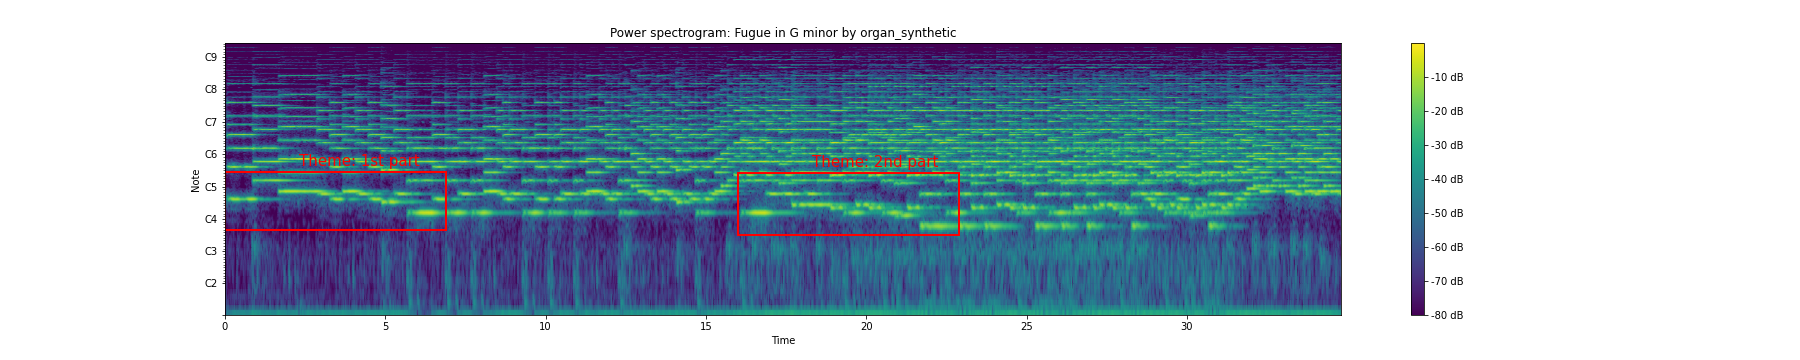 Power spectrogram: Fugue in G minor by organ_synthetic
C9
C8
C7
C6
C5
C4
C3
C2
Note
Theme: 1st part
Theme: 2nd part
0
5
10
15
20
25
30
Time
-10 dB
-20 dB
-30 dB
-40 dB
-50 dB
-60 dB
-70 dB
-80 dB